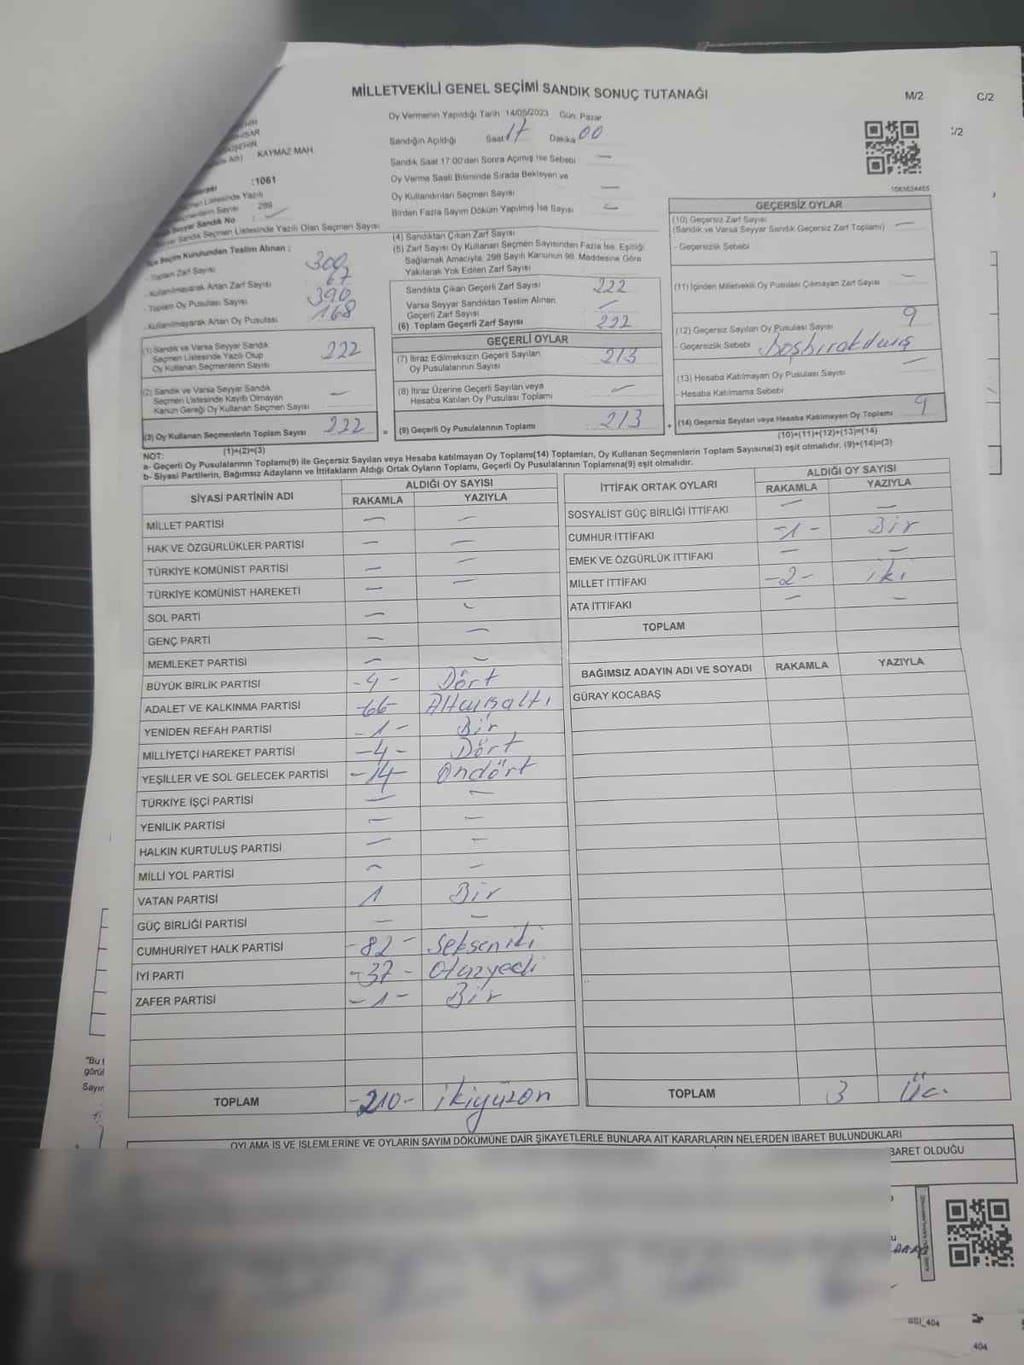 MİLLETVEKİLİ GENEL SEÇİMİ SANDIK SONUÇ TUTANAĞI
M/2 C/2
Oy Vermenin Yapıldığı Tarih :14/05/2023 Gün: Pazar
/2
Sandığın Açıldığı Saat 17 Dakika 00
KAYMAZ MAH.
Sandık Saat 17:00'den Sonra Açılmış İse Sebebi —
:1061
Oy Verme Saati Bitiminde Sırada Bekleyen ve
Oy Kullandırılan Seçmen Sayısı —
Birden Fazla Sayım Döküm Yapılmış İse Sayısı —
Seçmen Listesinde Yazılı Olan Seçmen Sayısı
Seçim Kurulundan Teslim Alınan :
Toplam Zarf Sayısı 300
Kullanılmayarak Artan Zarf Sayısı 67
Toplam Oy Pusulası Sayısı 390
Kullanılmayarak Artan Oy Pusulası 168
(1) Sandık ve Varsa Seyyar Sandık
Seçmen Listesinde Yazılı Olup
Oy Kullanan Seçmenlerin Sayısı 222
(2) Sandık ve Varsa Seyyar Sandık
Seçmen Listesinde Kayıtlı Olmayan
Kanun Gereği Oy Kullanan Seçmen Sayısı —
(3) Oy Kullanan Seçmenlerin Toplam Sayısı 222
(1)+(2)=(3)
(4) Sandıktan Çıkan Zarf Sayısı
(5) Zarf Sayısı Oy Kullanan Seçmen Sayısından Fazla İse, Eşitliği
Sağlamak Amacıyla, 298 Sayılı Kanunun 98. Maddesine Göre
Yakılarak Yok Edilen Zarf Sayısı
Sandıkta Çıkan Geçerli Zarf Sayısı 222
Varsa Seyyar Sandıktan Teslim Alınan,
Geçerli Zarf Sayısı —
(6) Toplam Geçerli Zarf Sayısı 222
GEÇERLİ OYLAR
(7) İtiraz Edilmeksizin Geçerli Sayılan
Oy Pusulalarının Sayısı 213
(8) İtiraz Üzerine Geçerli Sayılan veya
Hesaba Katılan Oy Pusulası Toplamı —
= (9) Geçerli Oy Pusulalarının Toplamı 213 +
GEÇERSİZ OYLAR
(10) Geçersiz Zarf Sayısı
(Sandık ve Varsa Seyyar Sandık Geçersiz Zarf Toplamı) —
- Geçersizlik Sebebi
(11) İçinden Milletvekili Oy Pusulası Çıkmayan Zarf Sayısı —
(12) Geçersiz Sayılan Oy Pusulası Sayısı 9
- Geçersizlik Sebebi
(13) Hesaba Katılmayan Oy Pusulası Sayısı —
- Hesaba Katılmama Sebebi
(14) Geçersiz Sayılan veya Hesaba Katılmayan Oy Toplamı 9
(10)+(11)+(12)+(13)=(14)
NOT:
a- Geçerli Oy Pusulalarının Toplamı(9) ile Geçersiz Sayılan veya Hesaba katılmayan Oy Toplamı(14) Toplamları, Oy Kullanan Seçmenlerin Toplam Sayısına(3) eşit olmalıdır. (9)+(14)=(3)
b- Siyasi Partilerin, Bağımsız Adayların ve İttifakların Aldığı Ortak Oyların Toplamı, Geçerli Oy Pusulalarının Toplamına(9) eşit olmalıdır.
SİYASİ PARTİNİN ADI ALDIĞI OY SAYISI
RAKAMLA YAZIYLA
MİLLET PARTİSİ — —
HAK VE ÖZGÜRLÜKLER PARTİSİ — —
TÜRKİYE KOMÜNİST PARTİSİ — —
TÜRKİYE KOMÜNİST HAREKETİ — —
SOL PARTİ — —
GENÇ PARTİ — —
MEMLEKET PARTİSİ — —
BÜYÜK BİRLİK PARTİSİ -4- Dört
ADALET VE KALKINMA PARTİSİ -66- Altmışaltı
YENİDEN REFAH PARTİSİ -1- Bir
MİLLİYETÇİ HAREKET PARTİSİ -4- Dört
YEŞİLLER VE SOL GELECEK PARTİSİ -14- Ondört
TÜRKİYE İŞÇİ PARTİSİ — —
YENİLİK PARTİSİ — —
HALKIN KURTULUŞ PARTİSİ — —
MİLLİ YOL PARTİSİ — —
VATAN PARTİSİ 1 Bir
GÜÇ BİRLİĞİ PARTİSİ — —
CUMHURİYET HALK PARTİSİ -82- Sekseniki
İYİ PARTİ -37- Otuzyedi
ZAFER PARTİSİ -1- Bir
TOPLAM -210- ikiyüzon
İTTİFAK ORTAK OYLARI ALDIĞI OY SAYISI
RAKAMLA YAZIYLA
SOSYALİST GÜÇ BİRLİĞİ İTTİFAKI — —
CUMHUR İTTİFAKI -1- Bir
EMEK VE ÖZGÜRLÜK İTTİFAKI — —
MİLLET İTTİFAKI -2- iki
ATA İTTİFAKI — —
TOPLAM
BAĞIMSIZ ADAYIN ADI VE SOYADI RAKAMLA YAZIYLA
GÜRAY KOCABAŞ
TOPLAM 3 Üç.
OYLAMA İŞ VE İŞLEMLERİNE VE OYLARIN SAYIM DÖKÜMÜNE DAİR ŞİKAYETLERLE BUNLARA AİT KARARLARIN NELERDEN İBARET BULUNDUKLARI
BARET OLDUĞU
404